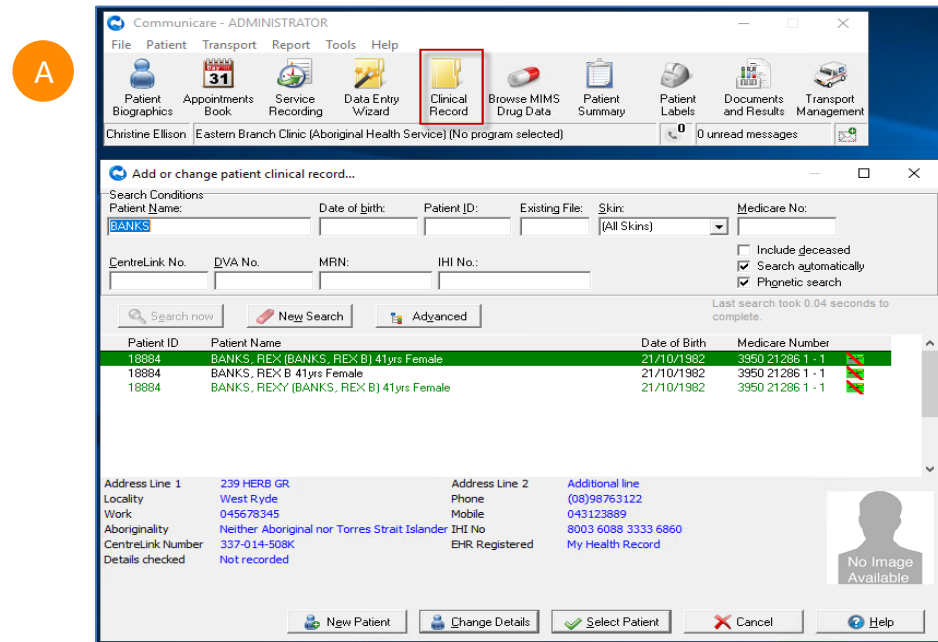 A
Communicare - ADMINISTRATOR
File Patient Transport Report Tools Help
Patient Biographics
Appointments Book
Service Recording
Data Entry Wizard
Clinical Record
Browse MIMS Drug Data
Patient Summary
Patient Labels
Documents and Results
Transport Management
31
Christine Ellison Eastern Branch Clinic (Aboriginal Health Service) (No program selected) 0 0 unread messages
Add or change patient clinical record...
Search Conditions
Patient Name: Date of birth: Patient ID: Existing File: Skin: Medicare No:
BANKS (All Skins)
Include deceased
CentreLink No. DVA No. MRN: IHI No.: Search automatically
Phonetic search
Search now New Search Advanced Last search took 0.04 seconds to
complete.
Patient ID Patient Name Date of Birth Medicare Number
18884 BANKS, REX (BANKS, REX B) 41yrs Female 21/10/1982 3950 21286 1 - 1
18884 BANKS, REX B 41yrs Female 21/10/1982 3950 21286 1 - 1
18884 BANKS, REXY (BANKS, REX B) 41yrs Female 21/10/1982 3950 21286 1 - 1
Address Line 1 239 HERB GR Address Line 2 Additional line
Locality West Ryde Phone (08)98763122
Work 045678345 Mobile 043123889
Aboriginality Neither Aboriginal nor Torres Strait Islander IHI No 8003 6088 3333 6860
CentreLink Number 337-014-508K EHR Registered My Health Record
Details checked Not recorded
No Image
Available
New Patient Change Details Select Patient Cancel Help